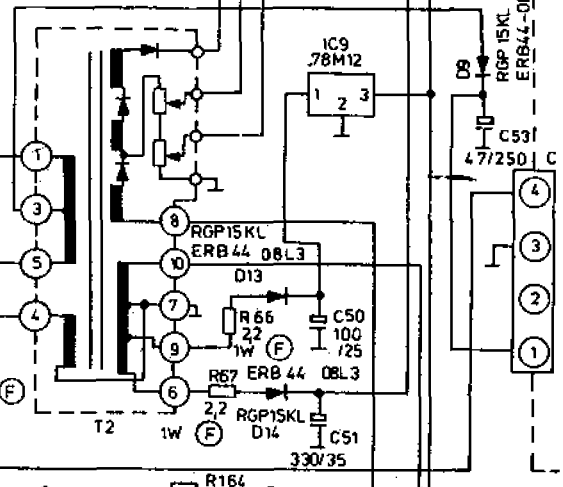 IC9
78M12
1
2
3
D9
RGP 15KL
ERB44-0
C53
47/250
C
4
3
2
1
1
3
5
4
8
RGP15KL
ERB44 08L3
10
D13
7
R66
2,2
1W
F
C50
100
/25
9
ERB 44 08L3
R67
6
2,2
F
RGP15KL
D14
C51
330/35
F
T2
1W
R164